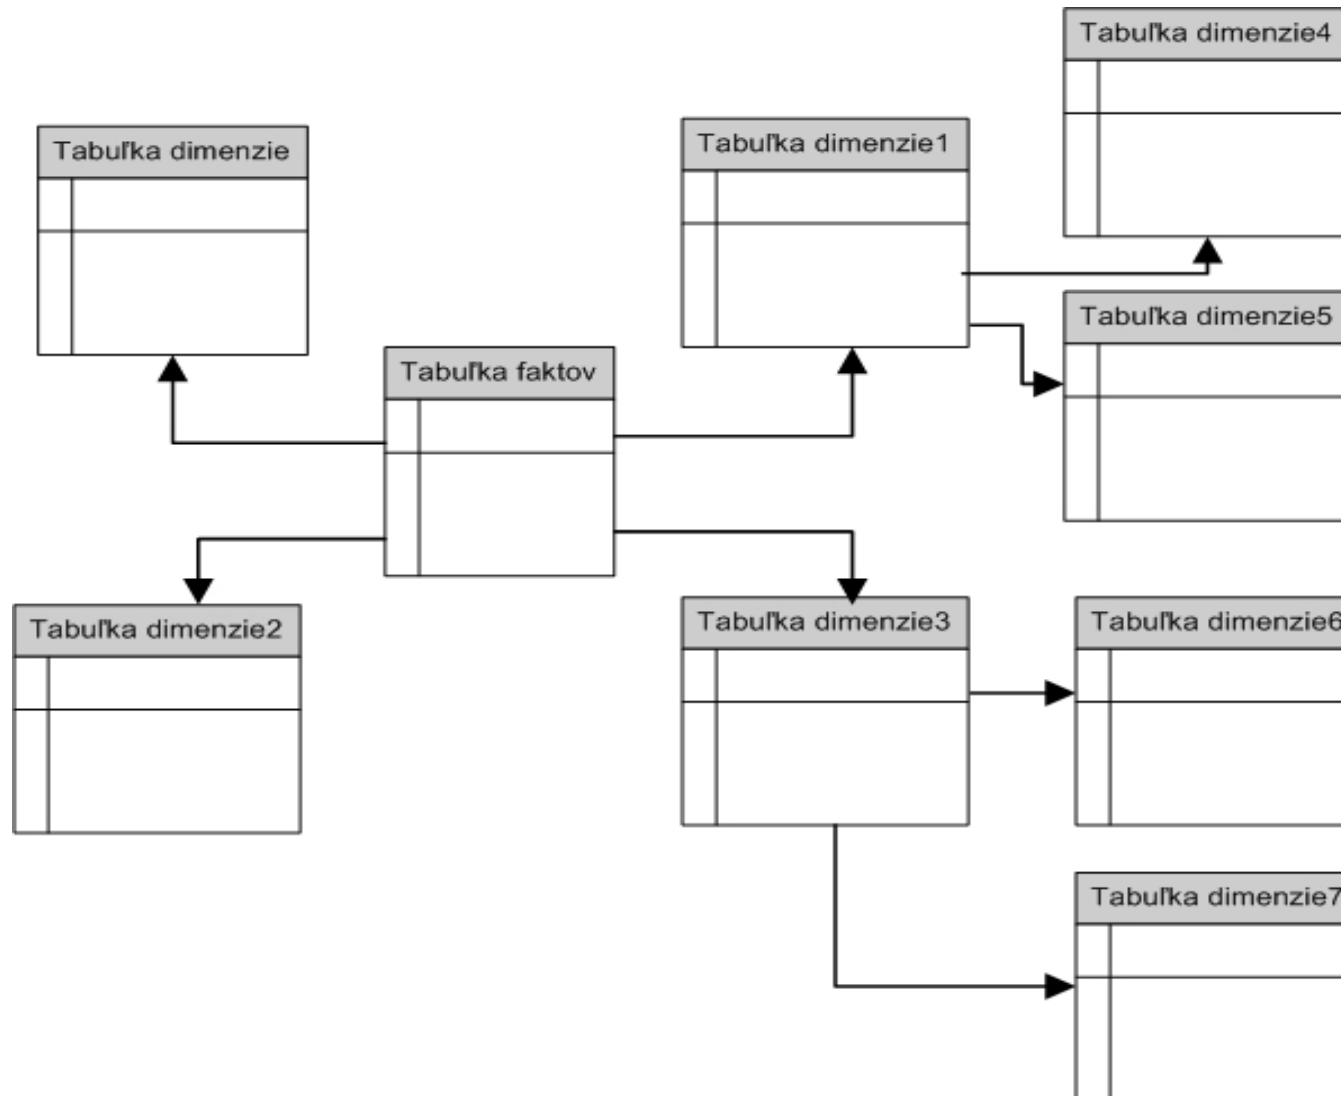 Tabuľka dimenzie4
Tabuľka dimenzie
Tabuľka dimenzie1
Tabuľka dimenzie5
Tabuľka faktov
Tabuľka dimenzie2
Tabuľka dimenzie3
Tabuľka dimenzie6
Tabuľka dimenzie7